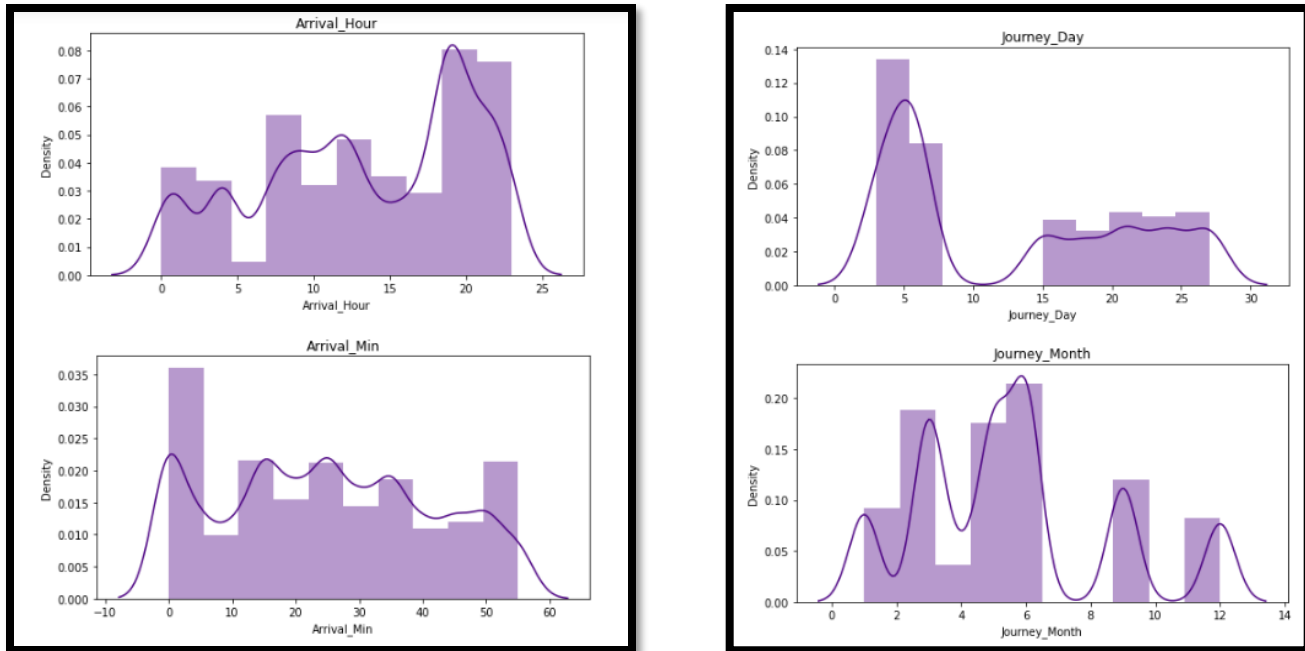 Arrival_Hour
0.08
0.07
0.06
0.05
0.04
0.03
0.02
0.01
0.00
Density
0 5 10 15 20 25
Arrival_Hour
Arrival_Min
0.035
0.030
0.025
0.020
0.015
0.010
0.005
0.000
Density
−10 0 10 20 30 40 50 60
Arrival_Min
Journey_Day
0.14
0.12
0.10
0.08
0.06
0.04
0.02
0.00
Density
0 5 10 15 20 25 30
Journey_Day
Journey_Month
0.20
0.15
0.10
0.05
0.00
Density
0 2 4 6 8 10 12 14
Journey_Month